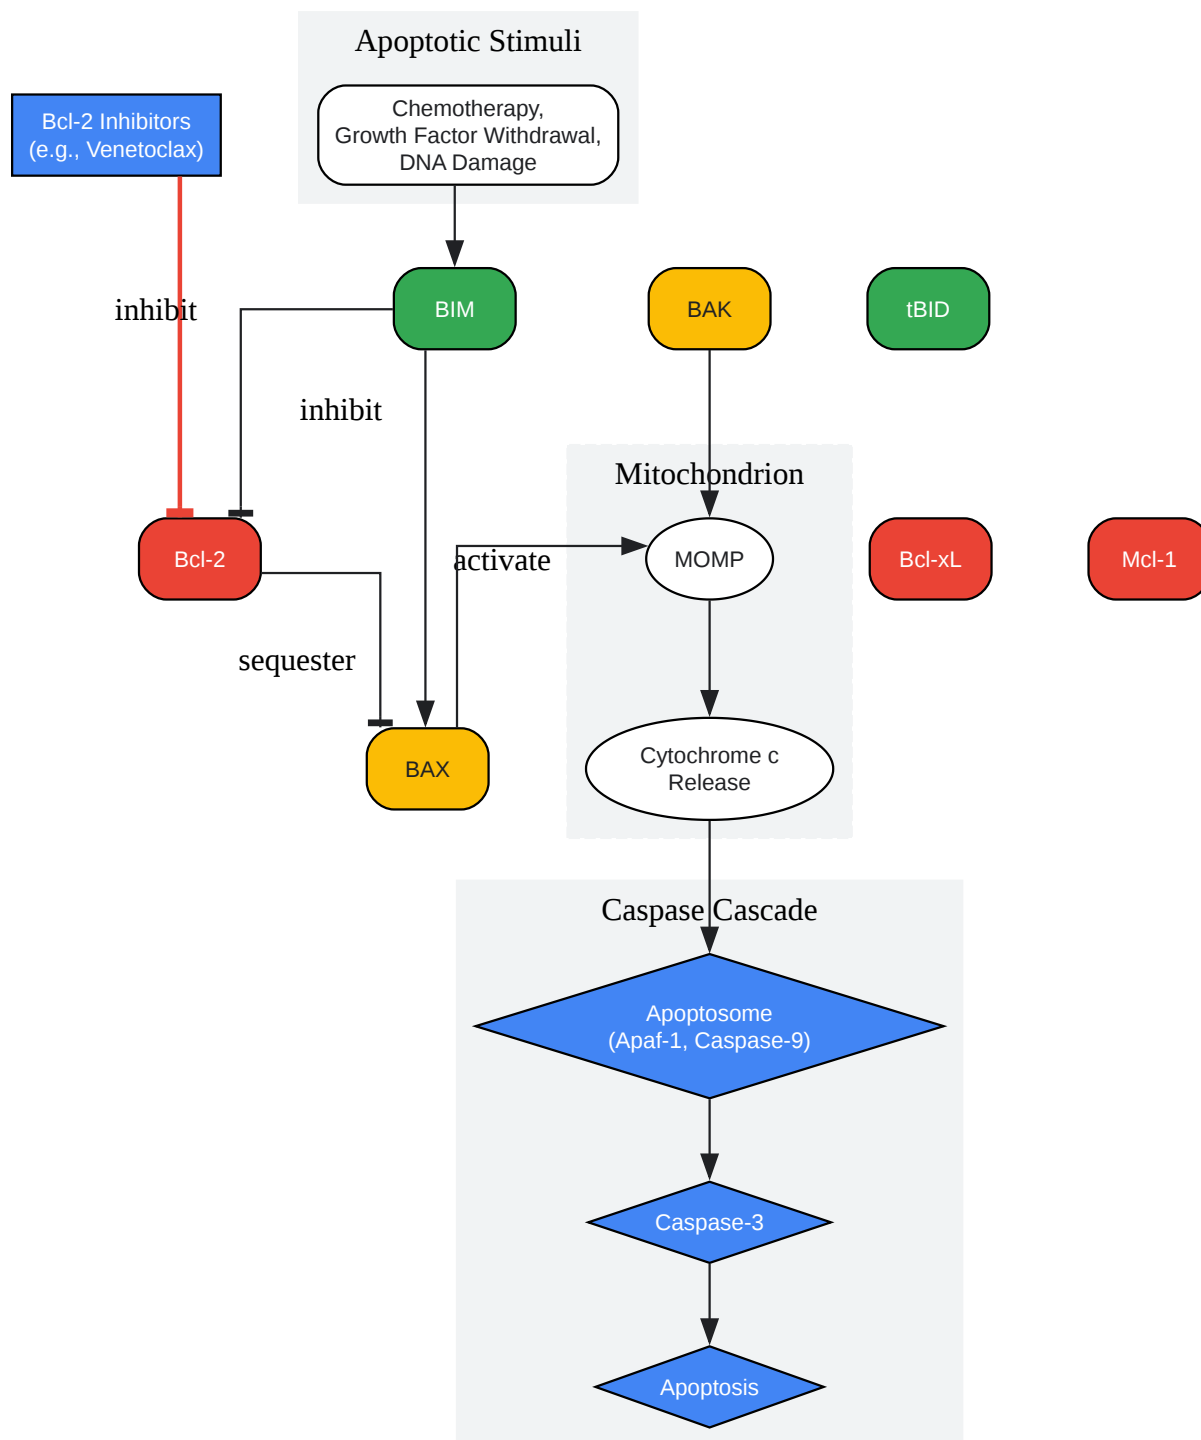 Apoptotic Stimuli
Bcl-2 Inhibitors
(e.g., Venetoclax)
Chemotherapy,
Growth Factor Withdrawal,
DNA Damage
inhibit
BIM
BAK
tBID
inhibit
Mitochondrion
Bcl-2
activate
MOMP
Bcl-xL
Mcl-1
sequester
BAX
Cytochrome c
Release
Caspase Cascade
Apoptosome
(Apaf-1, Caspase-9)
Caspase-3
Apoptosis